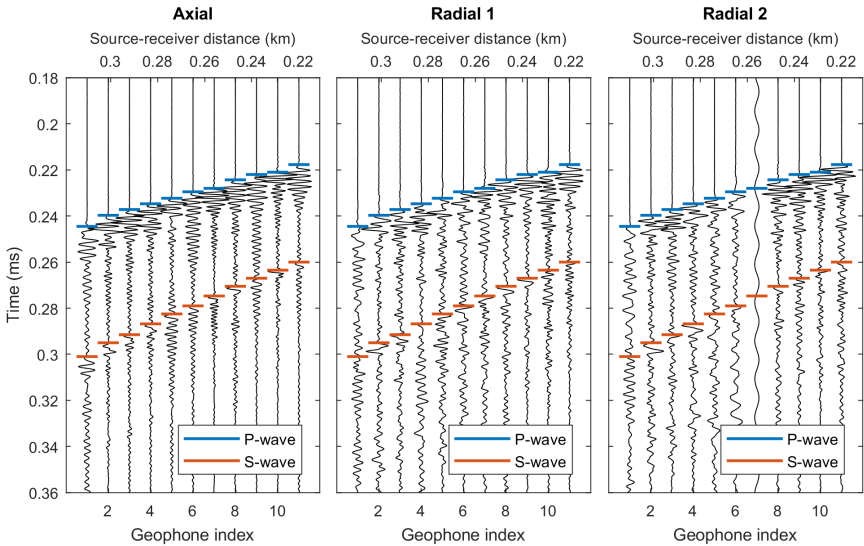 Axial Radial 1 Radial 2
Source-receiver distance (km) Source-receiver distance (km) Source-receiver distance (km)
0.3 0.28 0.26 0.24 0.22 0.3 0.28 0.26 0.24 0.22 0.3 0.28 0.26 0.24 0.22
0.18
0.2
0.22
0.24
0.26
0.28
0.3
0.32
0.34
0.36
Time (ms)
P-wave P-wave P-wave
S-wave S-wave S-wave
2 4 6 8 10 2 4 6 8 10 2 4 6 8 10
Geophone index Geophone index Geophone index